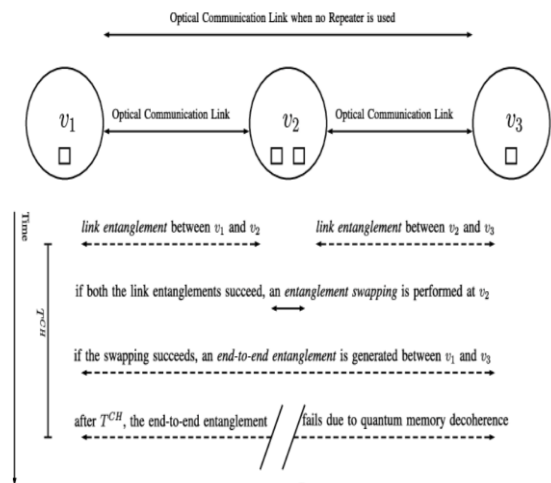 Optical Communication Link when no Repeater is used
v₁
Optical Communication Link
v₂
Optical Communication Link
v₃
Time
link entanglement between v₁ and v₂
link entanglement between v₂ and v₃
T^CH
if both the link entanglements succeed, an entanglement swapping is performed at v₂
if the swapping succeeds, an end-to-end entanglement is generated between v₁ and v₃
after T^CH, the end-to-end entanglement
fails due to quantum memory decoherence